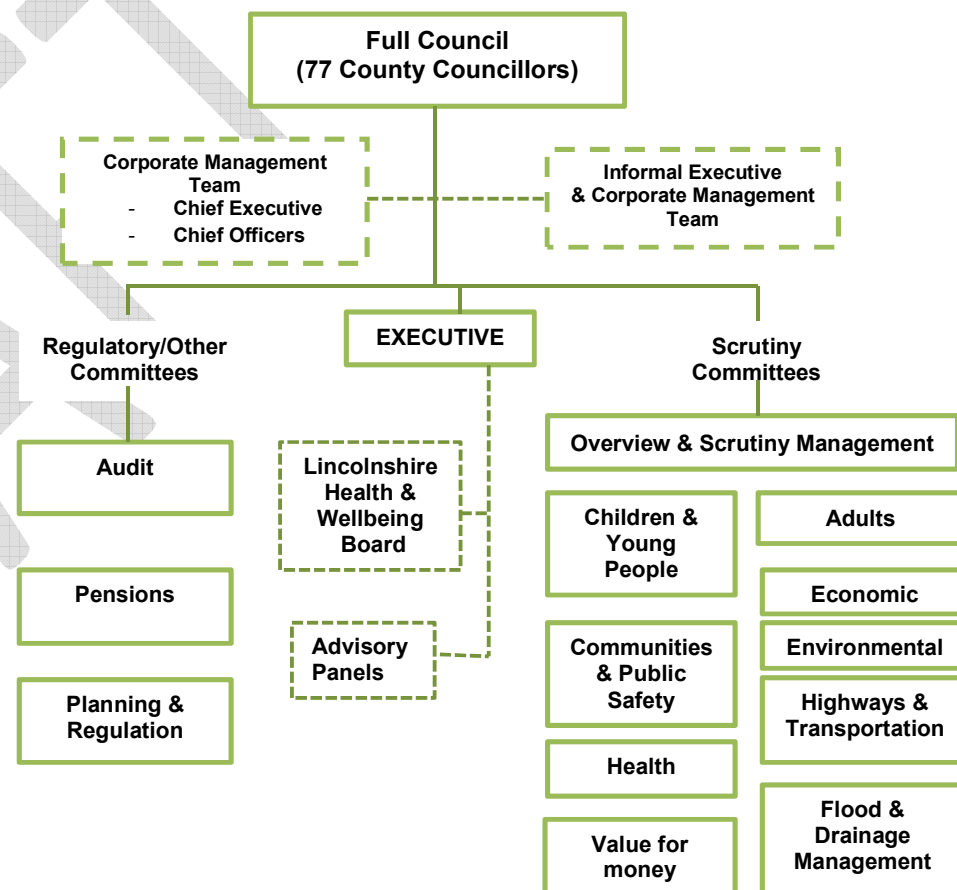 Full Council
(77 County Councillors)
Corporate Management
Team
- Chief Executive
- Chief Officers
Informal Executive
& Corporate Management
Team
Regulatory/Other
Committees
EXECUTIVE
Scrutiny
Committees
Audit
Pensions
Planning &
Regulation
Lincolnshire
Health &
Wellbeing
Board
Advisory
Panels
Overview & Scrutiny Management
Children &
Young
People
Adults
Economic
Communities
& Public
Safety
Environmental
Highways &
Transportation
Health
Value for
money
Flood &
Drainage
Management